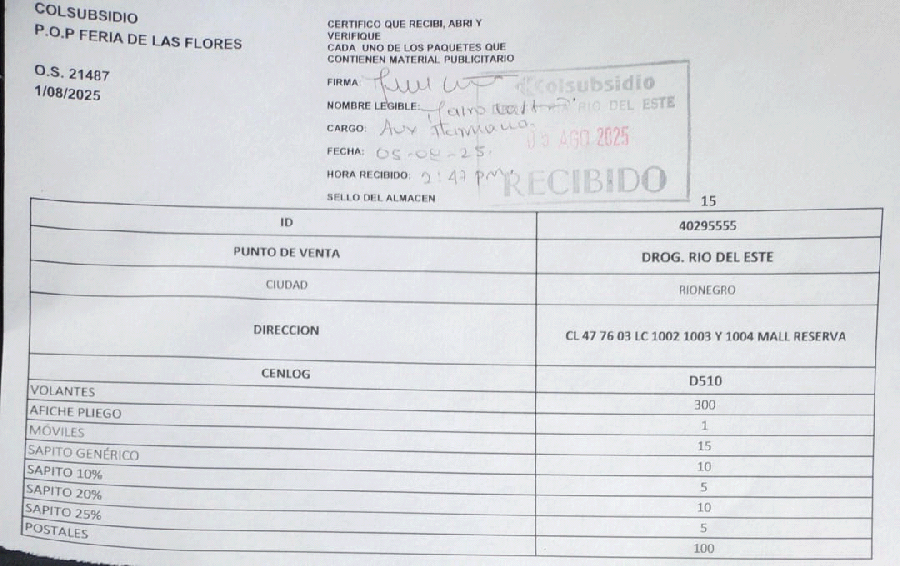 COLSUBSIDIO
P.O.P FERIA DE LAS FLORES
O.S. 21487
1/08/2025
CERTIFICO QUE RECIBI, ABRI Y
VERIFIQUE
CADA UNO DE LOS PAQUETES QUE
CONTIENEN MATERIAL PUBLICITARIO
FIRMA:
NOMBRE LEGIBLE:
CARGO: Aux
FECHA: 05-08-25.
HORA RECIBIDO: 2:47 pm
SELLO DEL ALMACEN
Colsubsidio
RIO DEL ESTE
AGO 2025
RECIBIDO
15
ID 40295555
PUNTO DE VENTA DROG. RIO DEL ESTE
CIUDAD RIONEGRO
DIRECCION CL 47 76 03 LC 1002 1003 Y 1004 MALL RESERVA
CENLOG D510
VOLANTES 300
AFICHE PLIEGO 1
MÓVILES 15
SAPITO GENÉRICO 10
SAPITO 10% 5
SAPITO 20% 10
SAPITO 25% 5
POSTALES 100